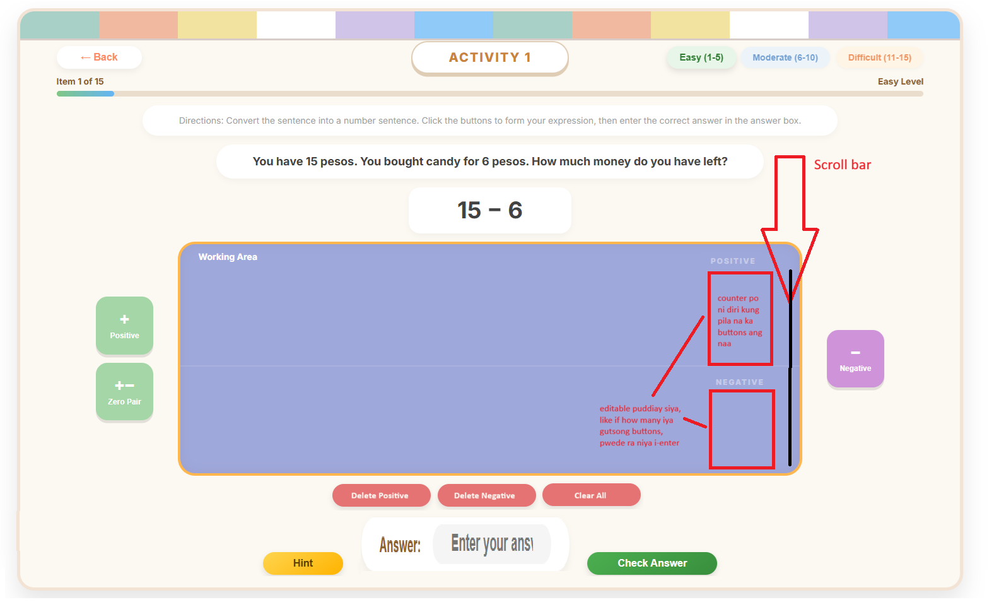 ← Back
ACTIVITY 1
Easy (1-5)
Moderate (6-10)
Difficult (11-15)
Item 1 of 15
Easy Level
Directions: Convert the sentence into a number sentence. Click the buttons to form your expression, then enter the correct answer in the answer box.
You have 15 pesos. You bought candy for 6 pesos. How much money do you have left?
Scroll bar
15 − 6
Working Area
POSITIVE
counter po
ni diri kung
pila na ka
buttons ang
naa
+
Positive
+−
Zero Pair
−
Negative
NEGATIVE
editable puddiay siya,
like if how many iya
gutsong buttons,
pwede ra niya i-enter
Delete Positive
Delete Negative
Clear All
Answer:
Enter your ansv
Hint
Check Answer